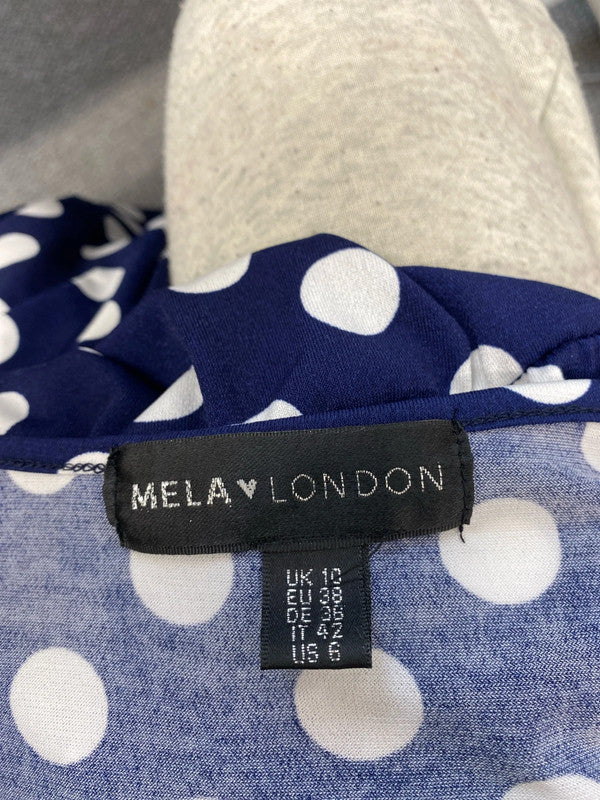 MELA♥LONDON
UK 10
EU 38
DE 36
IT 42
US 6